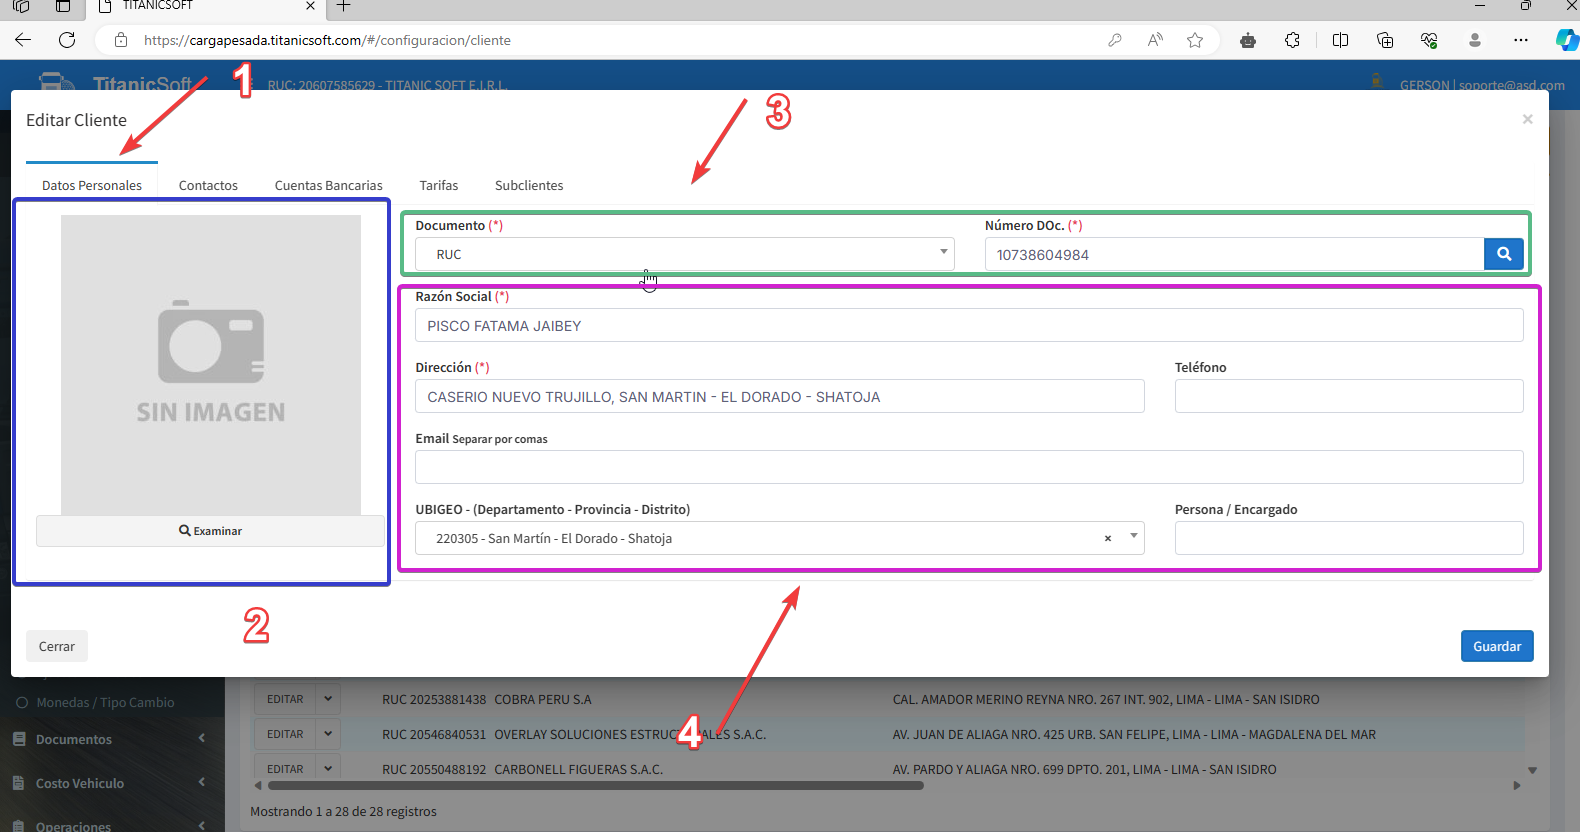 TITANICSOFT
https://cargapesada.titanicsoft.com/#/configuracion/cliente
TitanicSoft
1
RUC: 20607585629 - TITANIC SOFT E.I.R.L.
GERSON | soporte@asd.com
3
Editar Cliente
×
Datos Personales
Contactos
Cuentas Bancarias
Tarifas
Subclientes
SIN IMAGEN
Examinar
2
Documento (*)
Número DOc. (*)
RUC
10738604984
Razón Social (*)
PISCO FATAMA JAIBEY
Dirección (*)
Teléfono
CASERIO NUEVO TRUJILLO, SAN MARTIN - EL DORADO - SHATOJA
Email Separar por comas
UBIGEO - (Departamento - Provincia - Distrito)
Persona / Encargado
220305 - San Martín - El Dorado - Shatoja
×
Cerrar
Guardar
4
Monedas / Tipo Cambio
Documentos
Costo Vehiculo
Operaciones
EDITAR RUC 20253881438 COBRA PERU S.A CAL. AMADOR MERINO REYNA NRO. 267 INT. 902, LIMA - LIMA - SAN ISIDRO
EDITAR RUC 20546840531 OVERLAY SOLUCIONES S.A.C. AV. JUAN DE ALIAGA NRO. 425 URB. SAN FELIPE, LIMA - LIMA - MAGDALENA DEL MAR
EDITAR RUC 20550488192 CARBONELL FIGUERAS S.A.C. AV. PARDO Y ALIAGA NRO. 699 DPTO. 201, LIMA - LIMA - SAN ISIDRO
Mostrando 1 a 28 de 28 registros